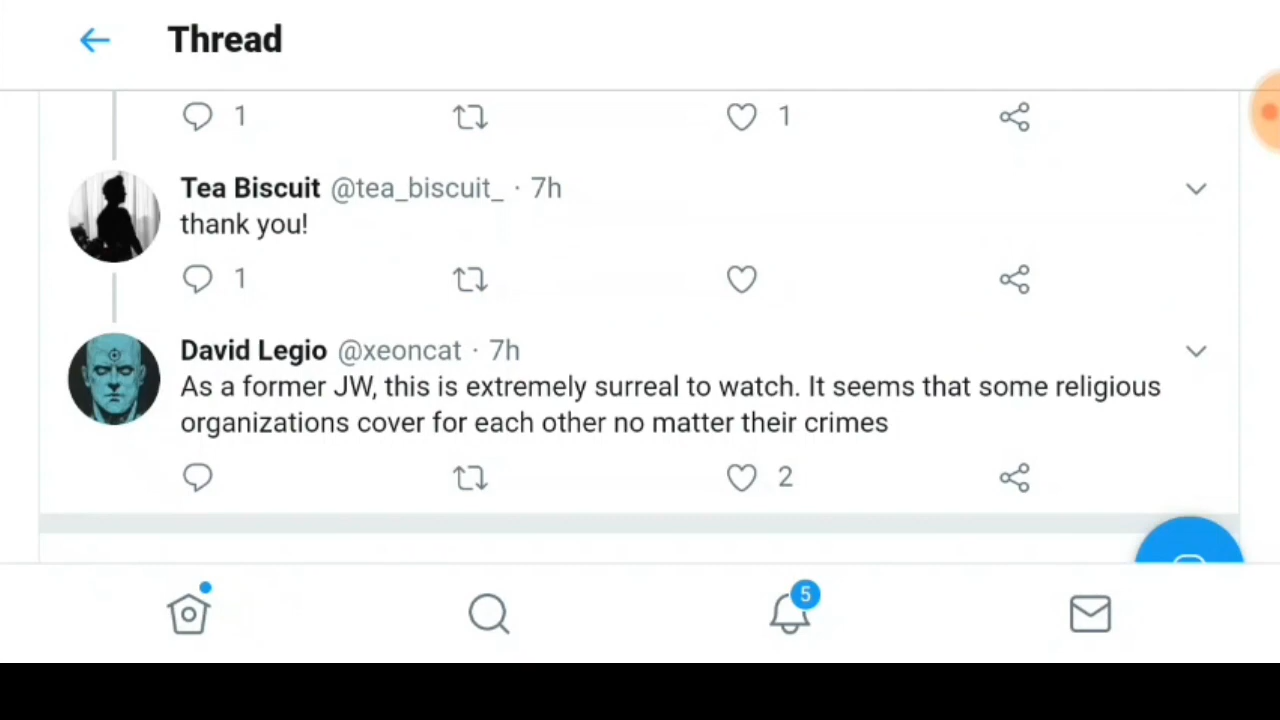 Thread
1 1
Tea Biscuit @tea_biscuit_ · 7h
thank you!
1
David Legio @xeoncat · 7h
As a former JW, this is extremely surreal to watch. It seems that some religious
organizations cover for each other no matter their crimes
2
5